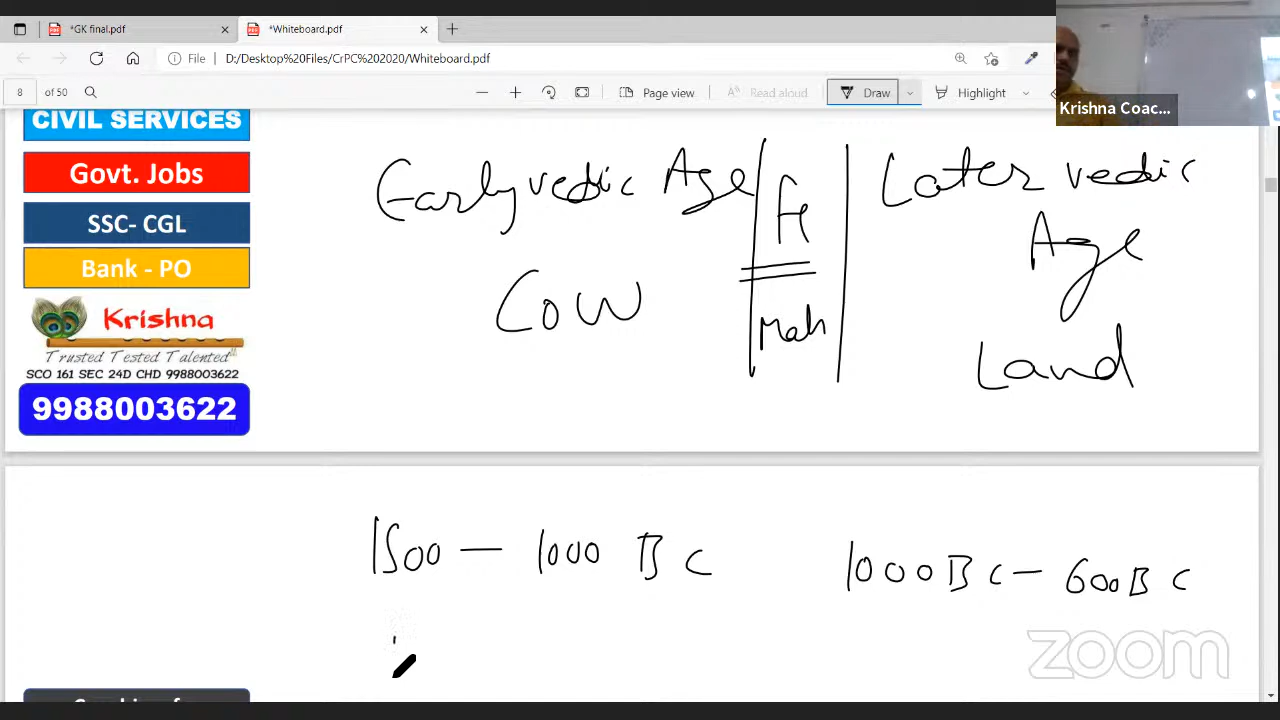 *GK final.pdf
*Whiteboard.pdf
File D:/Desktop%20Files/CrPC%202020/Whiteboard.pdf
8 of 50
Page view
Read aloud
Draw
Highlight
Krishna Coac...
CIVIL SERVICES
Govt. Jobs
SSC- CGL
Bank - PO
Krishna
Trusted Tested Talented
SCO 161 SEC 24D CHD 9988003622
9988003622
Early vedic Age
Fe
Mah
Later vedic
Age
Cow
Land
1500 — 1000 BC
1000 BC — 600 BC
zoom